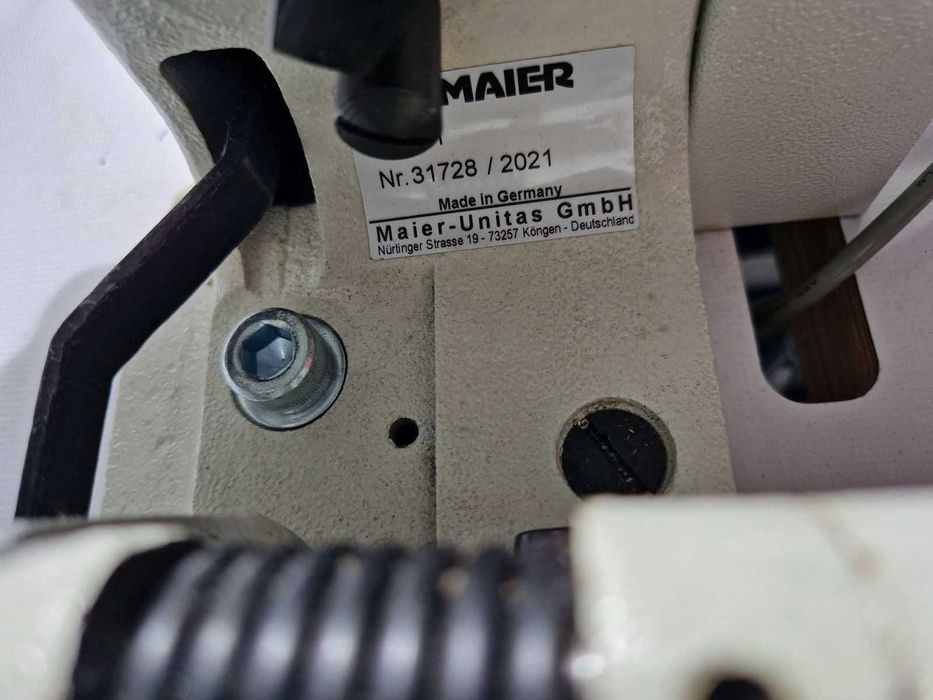 MAIER
Nr. 31728 / 2021
Made in Germany
Maier-Unitas GmbH
Nürtinger Strasse 19 - 73257 Köngen - Deutschland